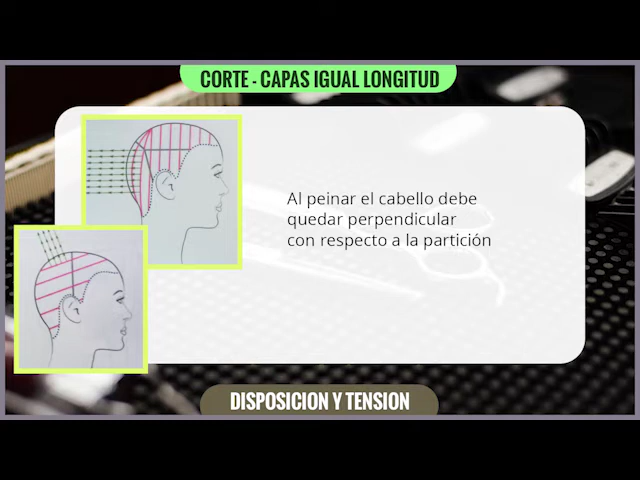 CORTE - CAPAS IGUAL LONGITUD
Al peinar el cabello debe
quedar perpendicular
con respecto a la partición
DISPOSICION Y TENSION